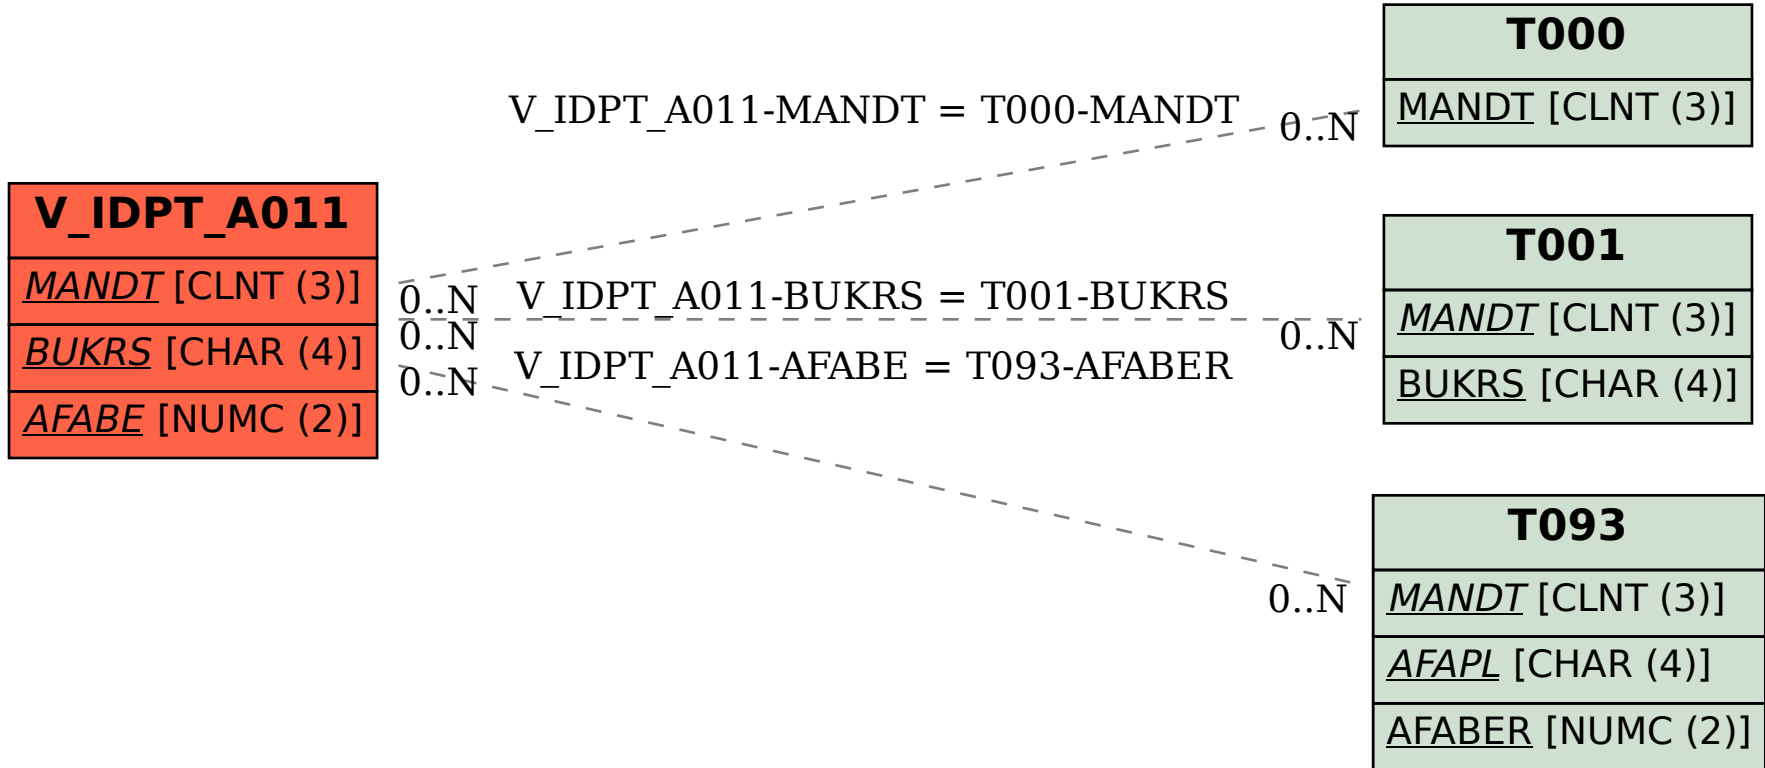 T000
MANDT [CLNT (3)]
V_IDPT_A011-MANDT = T000-MANDT
0..N
V_IDPT_A011
MANDT [CLNT (3)]
BUKRS [CHAR (4)]
AFABE [NUMC (2)]
0..N
V_IDPT_A011-BUKRS = T001-BUKRS
0..N
0..N
V_IDPT_A011-AFABE = T093-AFABER
0..N
T001
MANDT [CLNT (3)]
BUKRS [CHAR (4)]
0..N
T093
MANDT [CLNT (3)]
AFAPL [CHAR (4)]
AFABER [NUMC (2)]